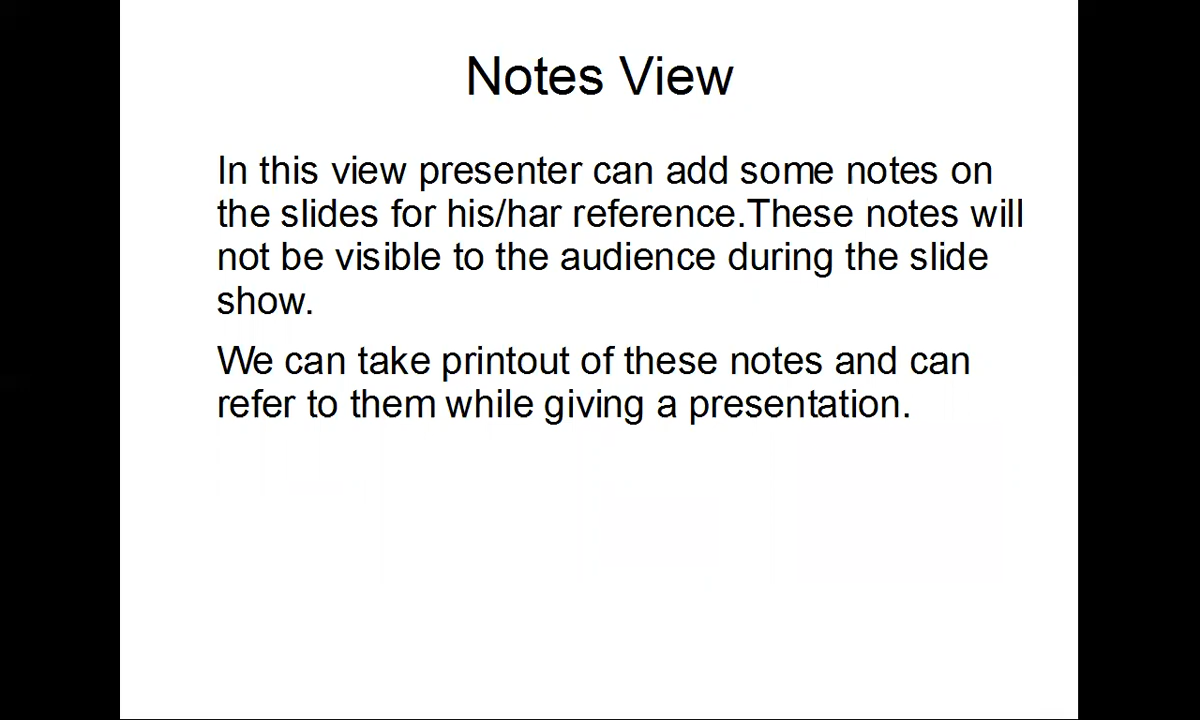 Notes View
In this view presenter can add some notes on
the slides for his/har reference.These notes will
not be visible to the audience during the slide
show.
We can take printout of these notes and can
refer to them while giving a presentation.